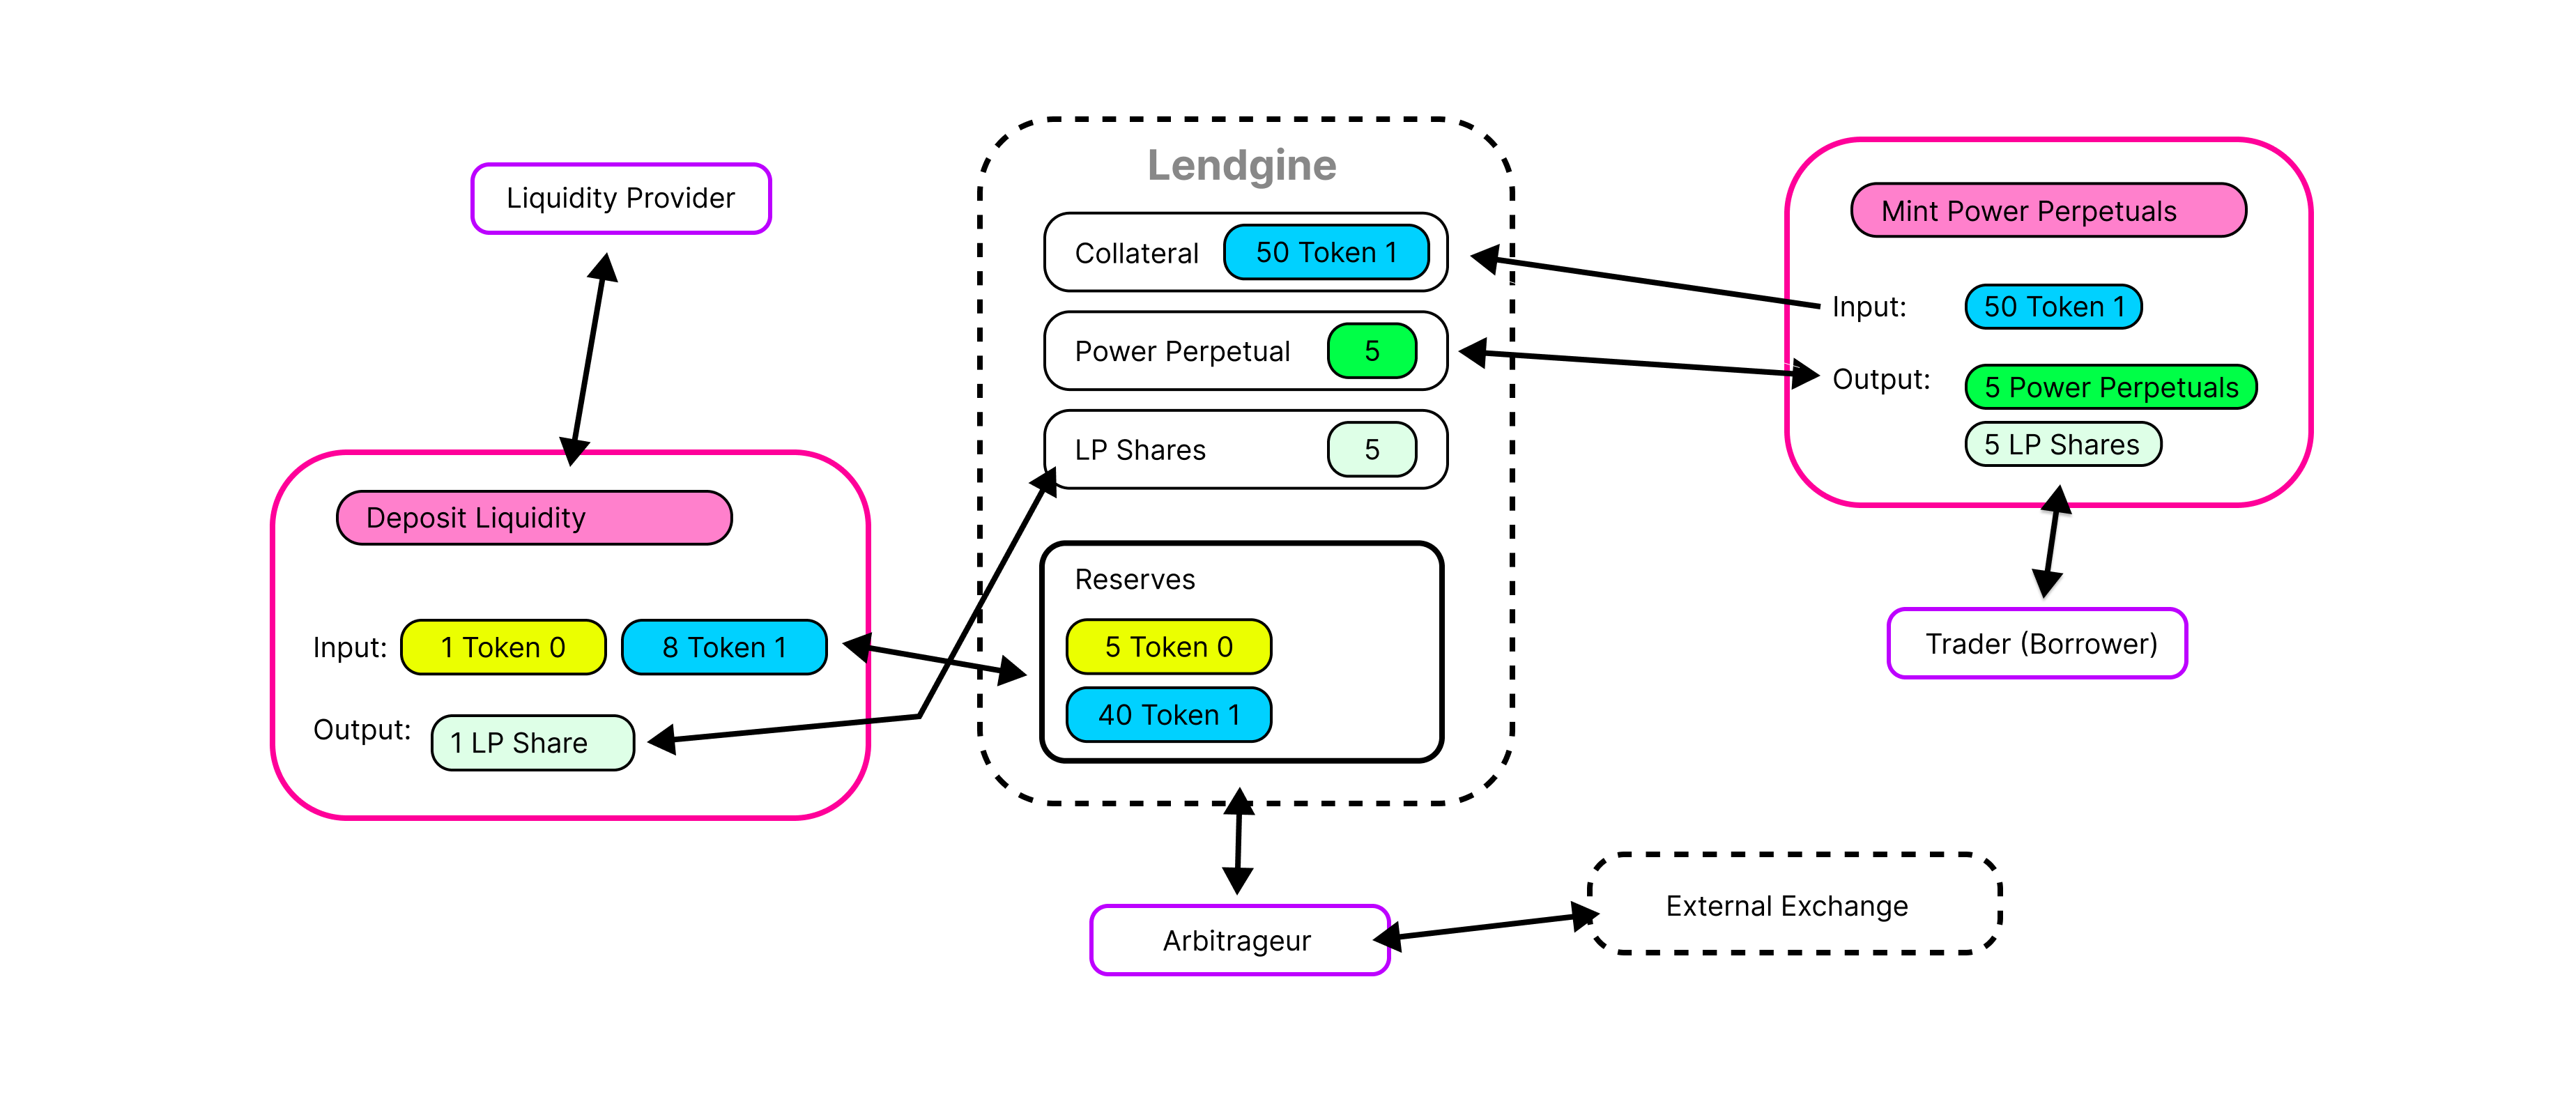 Liquidity Provider
Deposit Liquidity
Input: 1 Token 0 8 Token 1
Output: 1 LP Share
Lendgine
Collateral 50 Token 1
Power Perpetual 5
LP Shares 5
Reserves
5 Token 0
40 Token 1
Arbitrageur
External Exchange
Mint Power Perpetuals
Input: 50 Token 1
Output: 5 Power Perpetuals
5 LP Shares
Trader (Borrower)